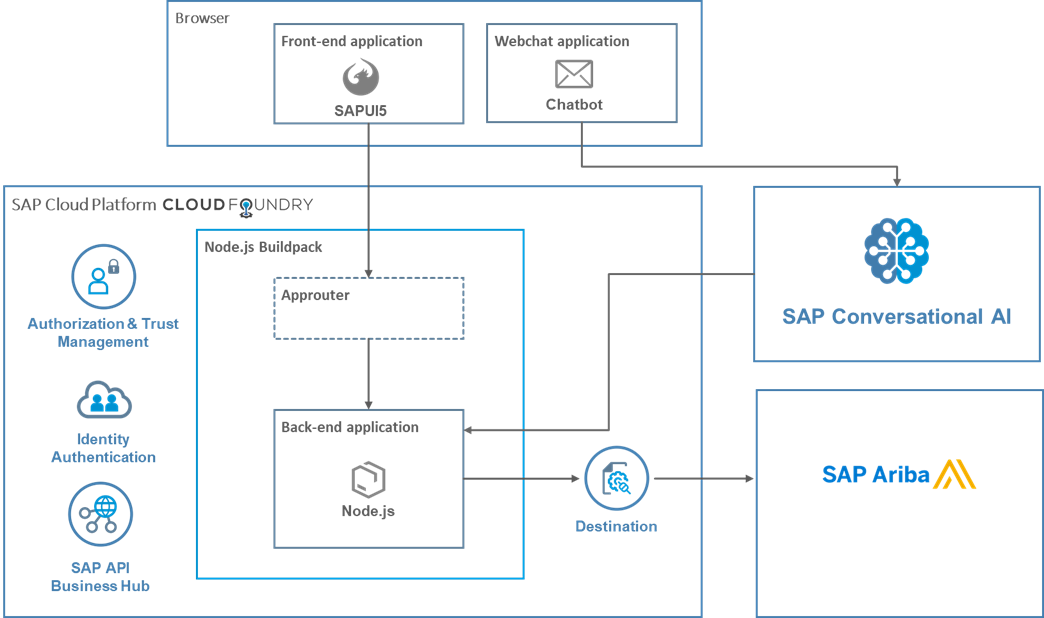 Browser
Front-end application
SAPUI5
Webchat application
Chatbot
SAP Cloud Platform CLOUD FOUNDRY
Node.js Buildpack
Authorization & Trust
Management
Identity
Authentication
SAP API
Business Hub
Approuter
Back-end application
Node.js
Destination
SAP Conversational AI
SAP Ariba